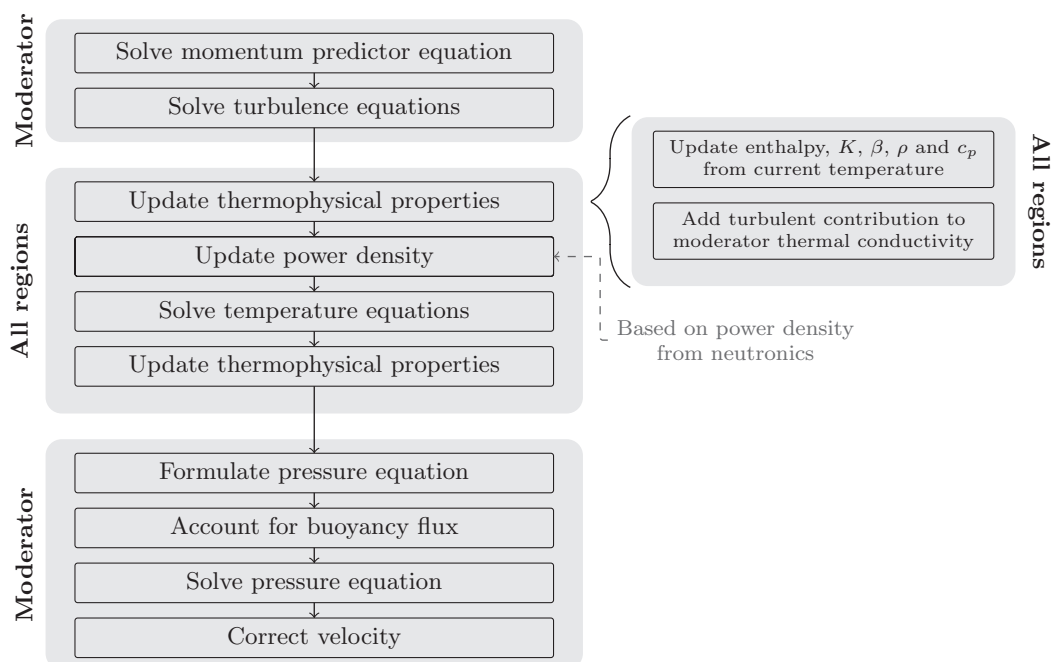 Moderator
Solve momentum predictor equation
Solve turbulence equations
All regions
Update thermophysical properties
Update power density
Solve temperature equations
Update thermophysical properties
All regions
Update enthalpy, K, β, ρ and c_p
from current temperature
Add turbulent contribution to
moderator thermal conductivity
Based on power density
from neutronics
Moderator
Formulate pressure equation
Account for buoyancy flux
Solve pressure equation
Correct velocity